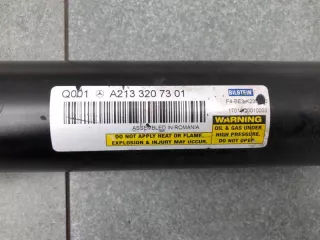 Q001 A213 320 73 01
BILSTEIN
ASSEMBLED IN ROMANIA
WARNING
OIL & GAS UNDER
HIGH PRESSURE.
DO NOT OPEN.
DO NOT APPLY HEAT OR FLAME.
EXPLOSION & INJURY MAY OCCUR.